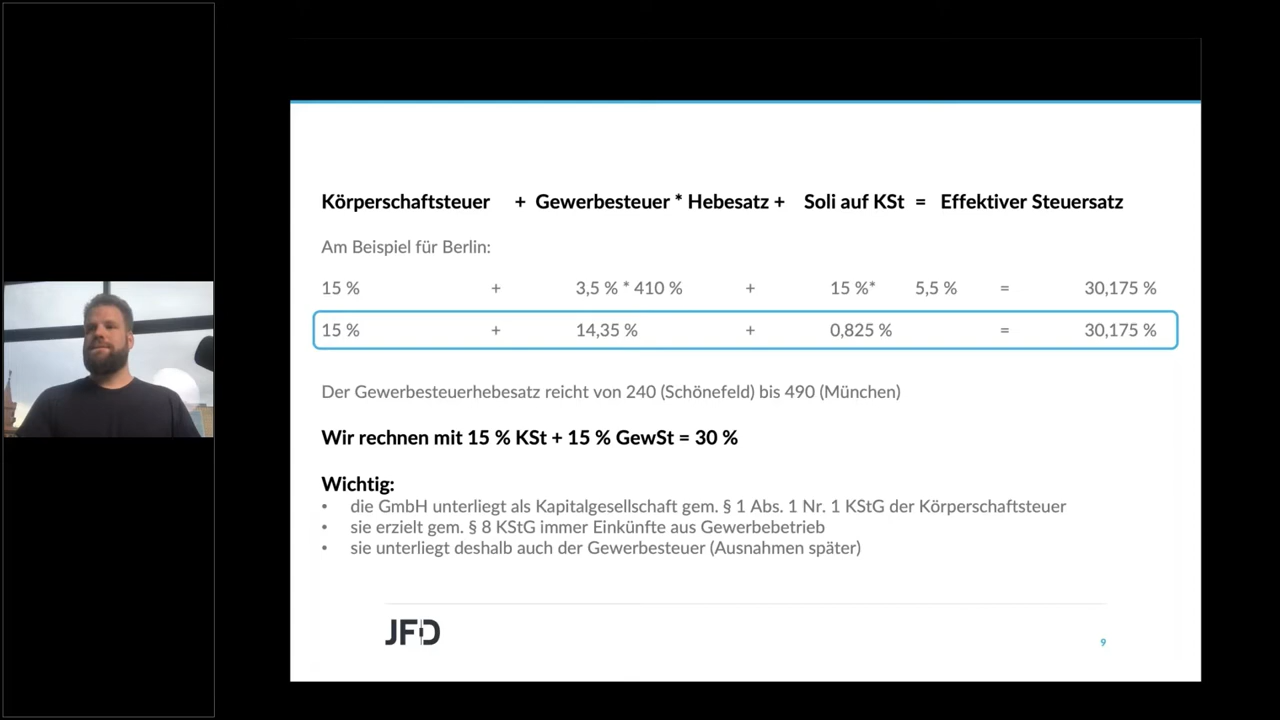 Körperschaftsteuer + Gewerbesteuer * Hebesatz + Soli auf KSt = Effektiver Steuersatz
Am Beispiel für Berlin:
15 % + 3,5 % * 410 % + 15 %* 5,5 % = 30,175 %
15 % + 14,35 % + 0,825 % = 30,175 %
Der Gewerbesteuerhebesatz reicht von 240 (Schönefeld) bis 490 (München)
Wir rechnen mit 15 % KSt + 15 % GewSt = 30 %
Wichtig:
• die GmbH unterliegt als Kapitalgesellschaft gem. § 1 Abs. 1 Nr. 1 KStG der Körperschaftsteuer
• sie erzielt gem. § 8 KStG immer Einkünfte aus Gewerbebetrieb
• sie unterliegt deshalb auch der Gewerbesteuer (Ausnahmen später)
JFD
9